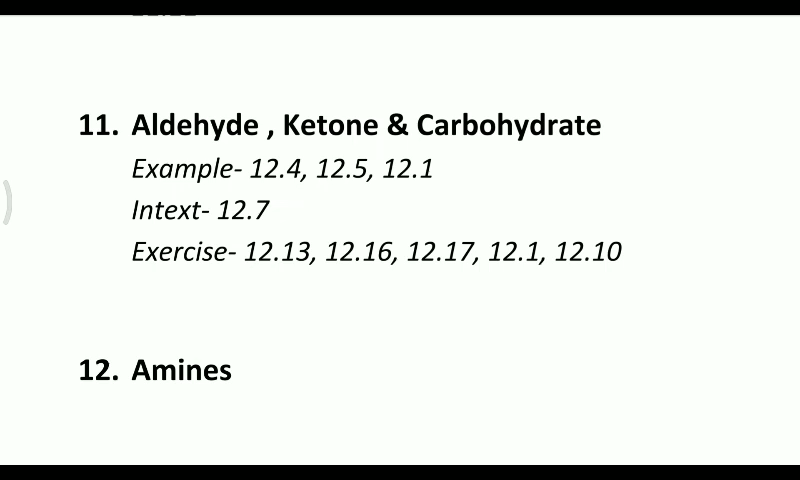 11. Aldehyde , Ketone & Carbohydrate
Example- 12.4, 12.5, 12.1
Intext- 12.7
Exercise- 12.13, 12.16, 12.17, 12.1, 12.10
12. Amines